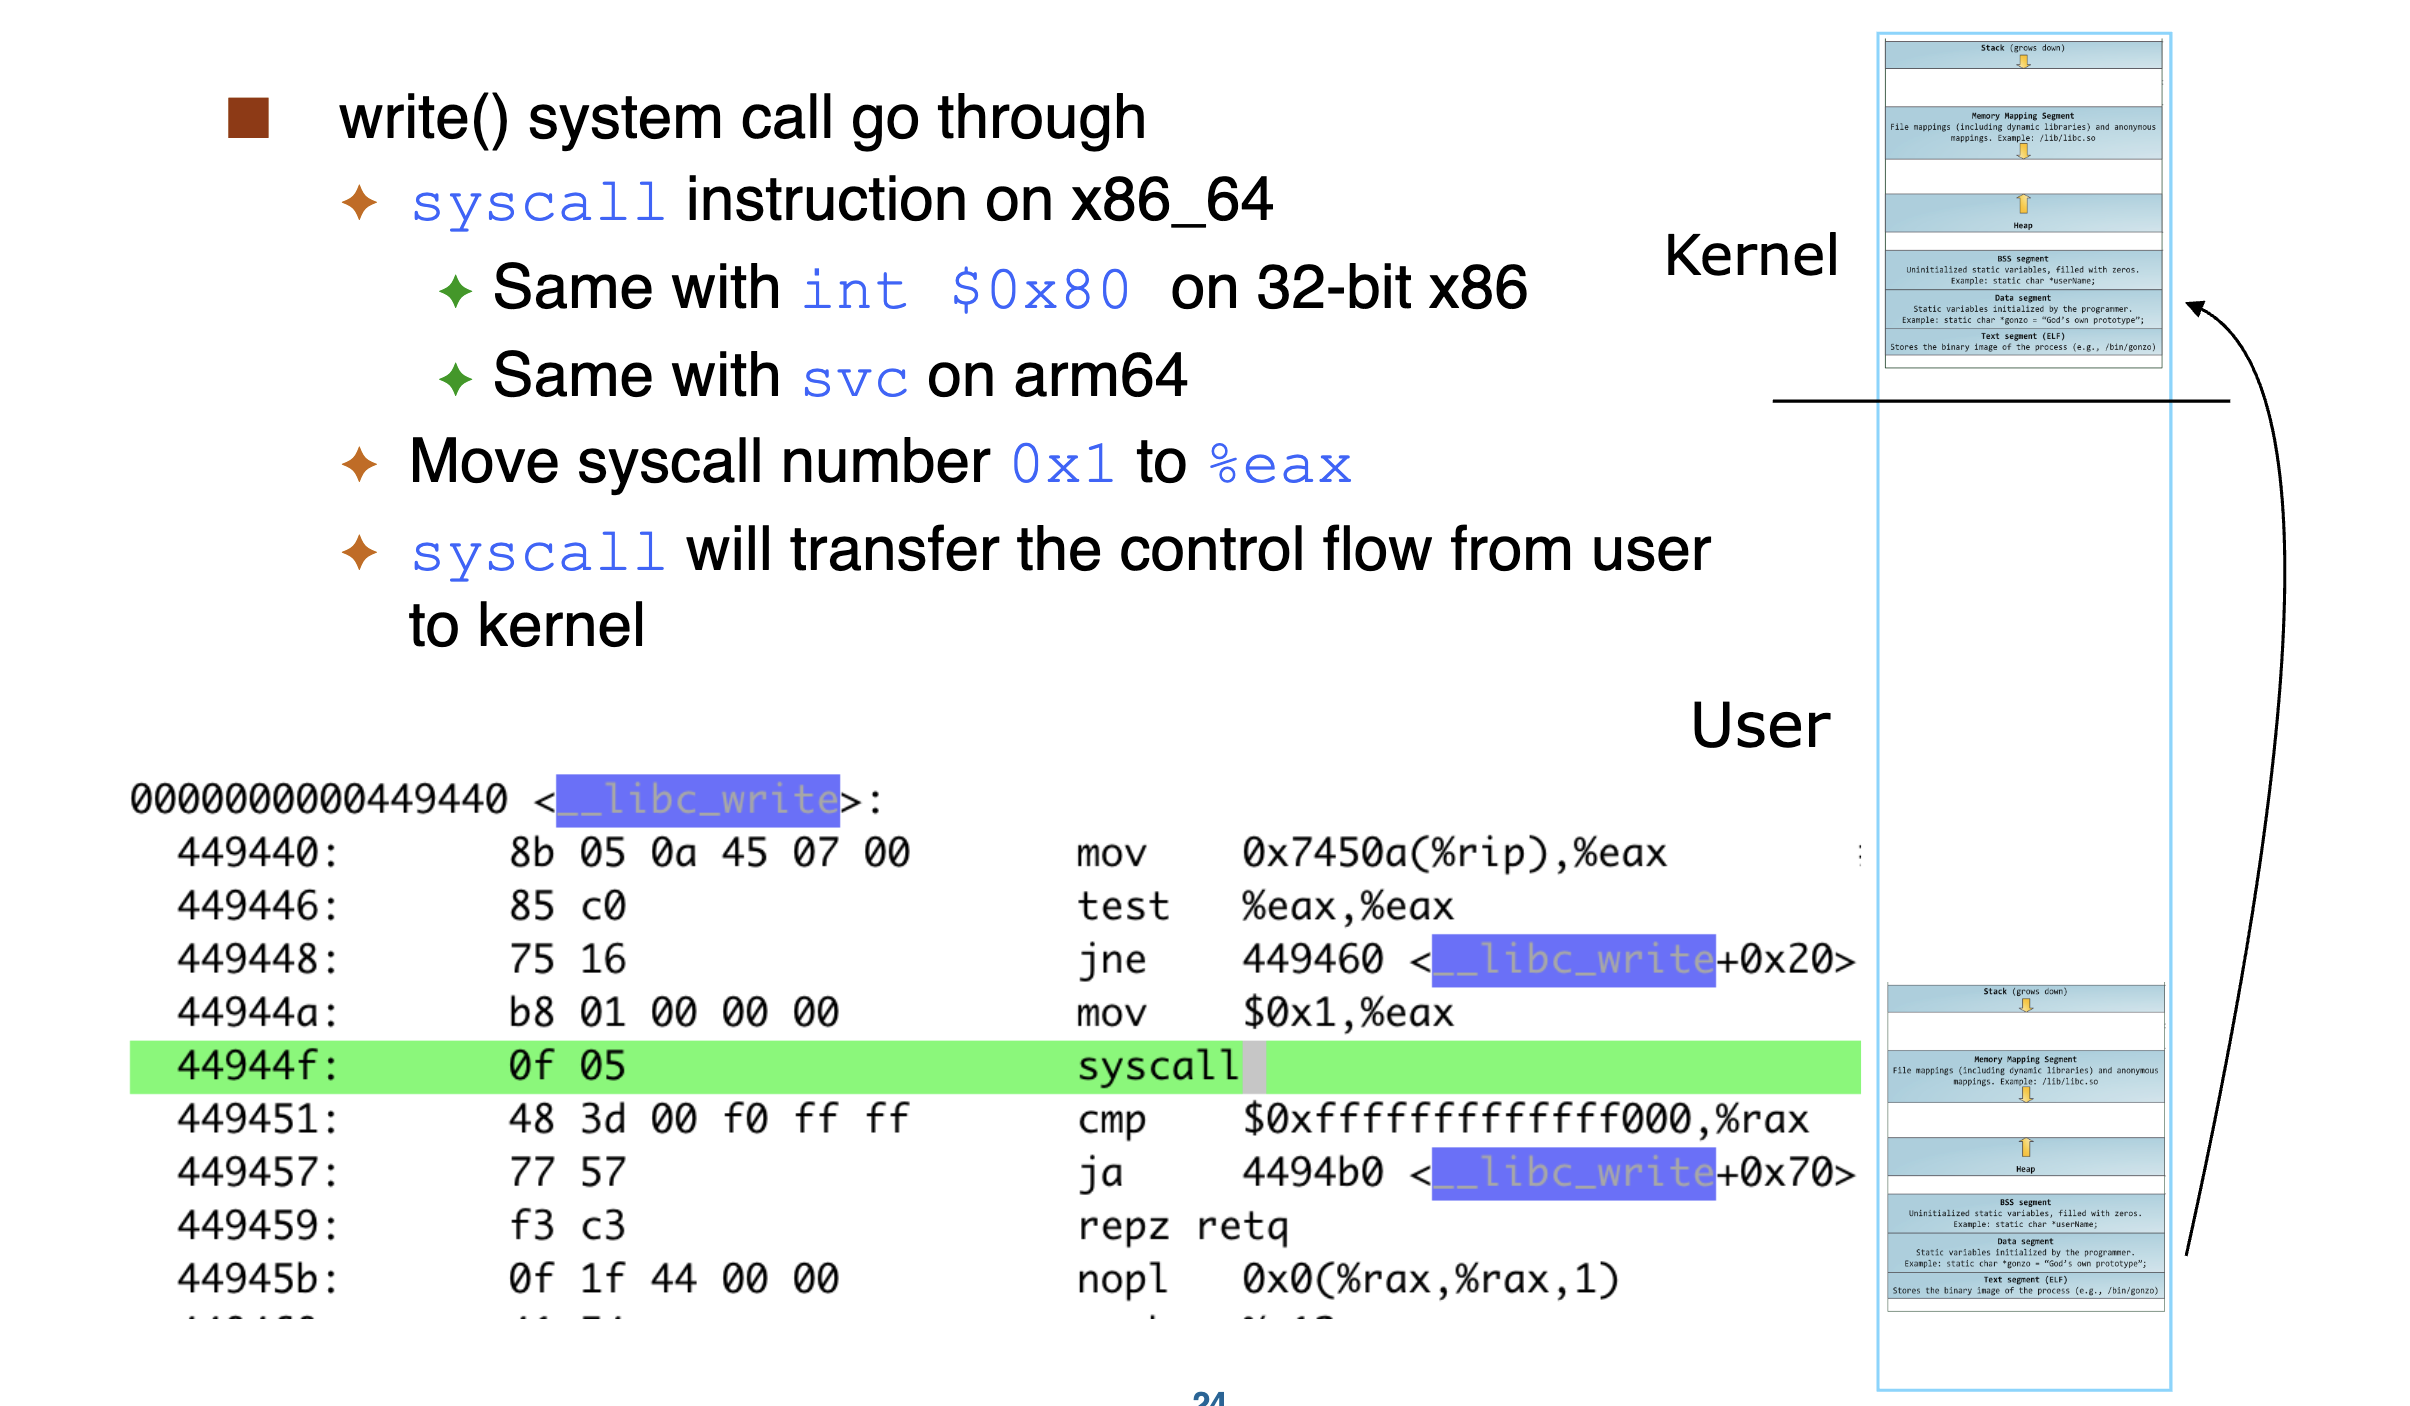 write() system call go through
syscall instruction on x86_64
Same with int $0x80 on 32-bit x86
Same with svc on arm64
Move syscall number 0x1 to %eax
syscall will transfer the control flow from user
to kernel
Kernel
User
0000000000449440 <__libc_write>:
449440: 8b 05 0a 45 07 00 mov 0x7450a(%rip),%eax
449446: 85 c0 test %eax,%eax
449448: 75 16 jne 449460 <__libc_write+0x20>
44944a: b8 01 00 00 00 mov $0x1,%eax
44944f: 0f 05 syscall
449451: 48 3d 00 f0 ff ff cmp $0xfffffffffffff000,%rax
449457: 77 57 ja 4494b0 <__libc_write+0x70>
449459: f3 c3 repz retq
44945b: 0f 1f 44 00 00 nopl 0x0(%rax,%rax,1)
Stack (grows down)
Memory Mapping Segment
File mappings (including dynamic libraries) and anonymous
mappings. Example: /lib/libc.so
Heap
BSS segment
Uninitialized static variables, filled with zeros.
Example: static char *userName;
Data segment
Static variables initialized by the programmer.
Example: static char *gonzo = "God's own prototype";
Text segment (ELF)
Stores the binary image of the process (e.g., /bin/gonzo)
Stack (grows down)
Memory Mapping Segment
File mappings (including dynamic libraries) and anonymous
mappings. Example: /lib/libc.so
Heap
BSS segment
Uninitialized static variables, filled with zeros.
Example: static char *userName;
Data segment
Static variables initialized by the programmer.
Example: static char *gonzo = "God's own prototype";
Text segment (ELF)
Stores the binary image of the process (e.g., /bin/gonzo)
24